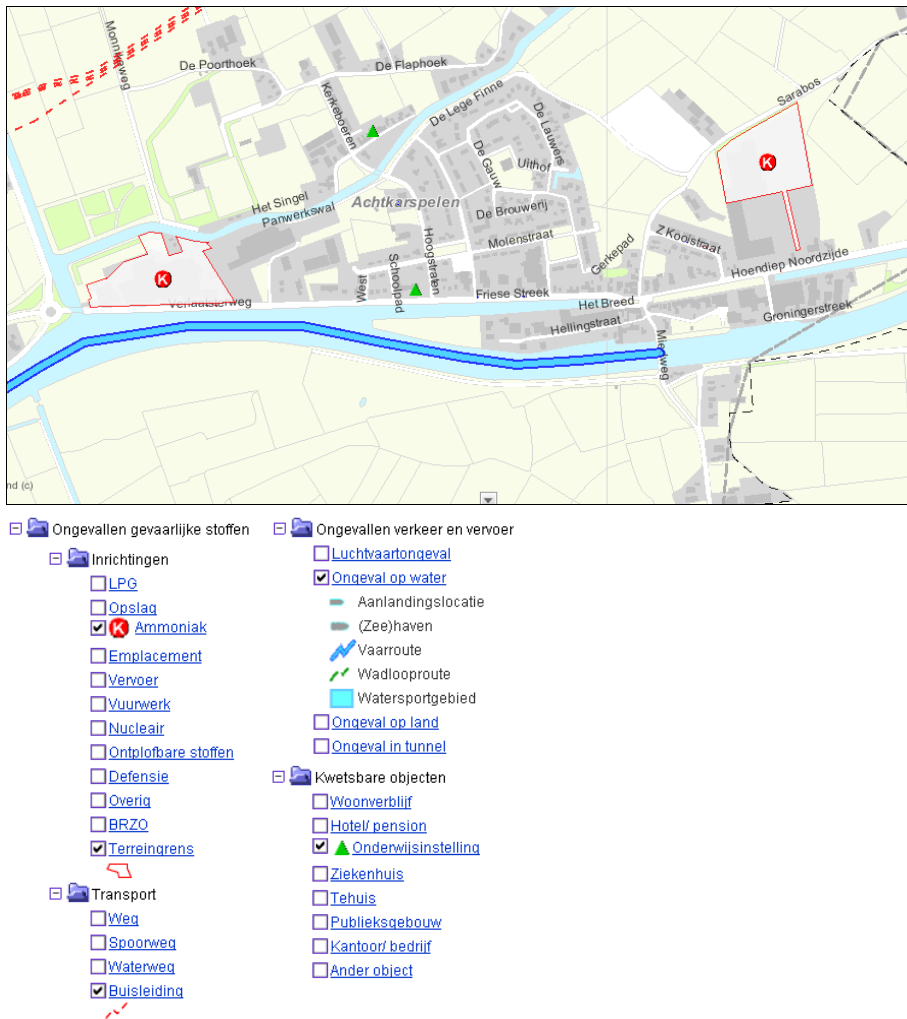 Monnikweg
De Poorthoek
De Flaphoek
Kerkeboeren
De Lege Finne
De Lauwers
De Gauw
Uithof
Sarabos
K
Het Singel
Panwerkswal
Achtkarspelen
De Brouwerij
Hoogstraten
Molenstraat
Gerkepad
Z Kooistraat
Hoendiep Noordzijde
K
West
Schoolpad
Friese Streek
Het Breed
Groningerstreek
Hellingstraat
nd (c)
Ongevallen gevaarlijke stoffen
Inrichtingen
LPG
Opslag
K Ammoniak
Emplacement
Vervoer
Vuurwerk
Nucleair
Ontplofbare stoffen
Defensie
Overig
BRZO
Terreingrens
Transport
Weg
Spoorweg
Waterweg
Buisleiding
Ongevallen verkeer en vervoer
Luchtvaartongeval
Ongeval op water
Aanlandingslocatie
(Zee)haven
Vaarroute
Wadlooproute
Watersportgebied
Ongeval op land
Ongeval in tunnel
Kwetsbare objecten
Woonverblijf
Hotel/ pension
Onderwijsinstelling
Ziekenhuis
Tehuis
Publieksgebouw
Kantoor/ bedrijf
Ander object